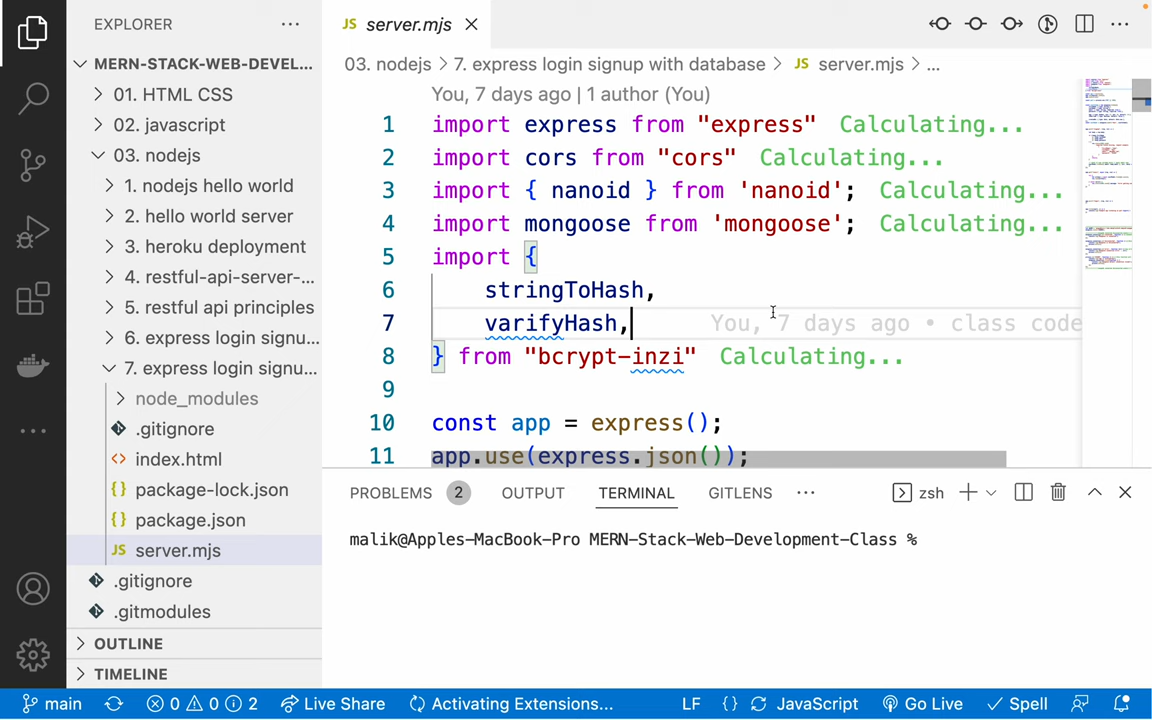 EXPLORER
MERN-STACK-WEB-DEVEL...
01. HTML CSS
02. javascript
03. nodejs
1. nodejs hello world
2. hello world server
3. heroku deployment
4. restful-api-server-...
5. restful api principles
6. express login signu...
7. express login signu...
node_modules
.gitignore
index.html
{} package-lock.json
{} package.json
JS server.mjs
.gitignore
.gitmodules
OUTLINE
TIMELINE
JS server.mjs
03. nodejs > 7. express login signup with database > JS server.mjs > ...
You, 7 days ago | 1 author (You)
1 import express from "express" Calculating...
2 import cors from "cors" Calculating...
3 import { nanoid } from 'nanoid'; Calculating...
4 import mongoose from 'mongoose'; Calculating...
5 import {
6 stringToHash,
7 varifyHash, You, 7 days ago • class code
8 } from "bcrypt-inzi" Calculating...
9
10 const app = express();
11 app.use(express.json());
PROBLEMS 2 OUTPUT TERMINAL GITLENS ... zsh
malik@Apples-MacBook-Pro MERN-Stack-Web-Development-Class %
main 0 0 2 Live Share Activating Extensions... LF {} JavaScript Go Live Spell